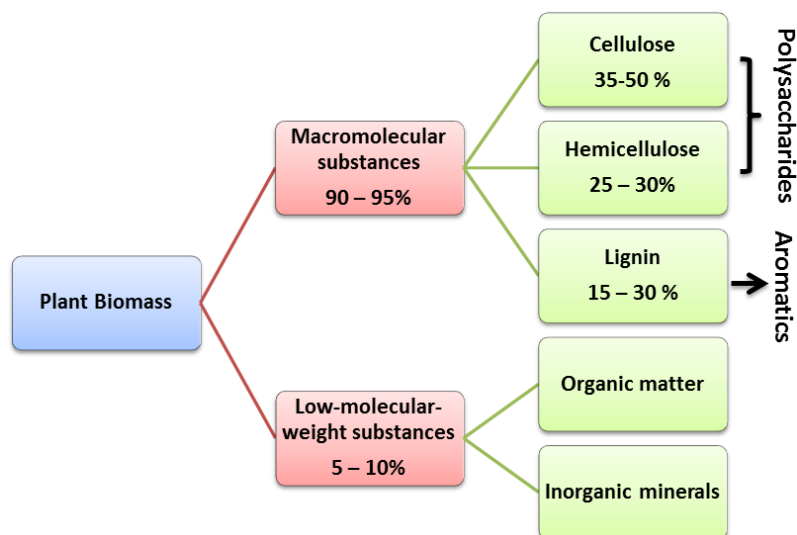 Plant Biomass
Macromolecular
substances
90 – 95%
Low-molecular-
weight substances
5 – 10%
Cellulose
35-50 %
Hemicellulose
25 – 30%
Lignin
15 – 30 %
Organic matter
Inorganic minerals
Polysaccharides
Aromatics